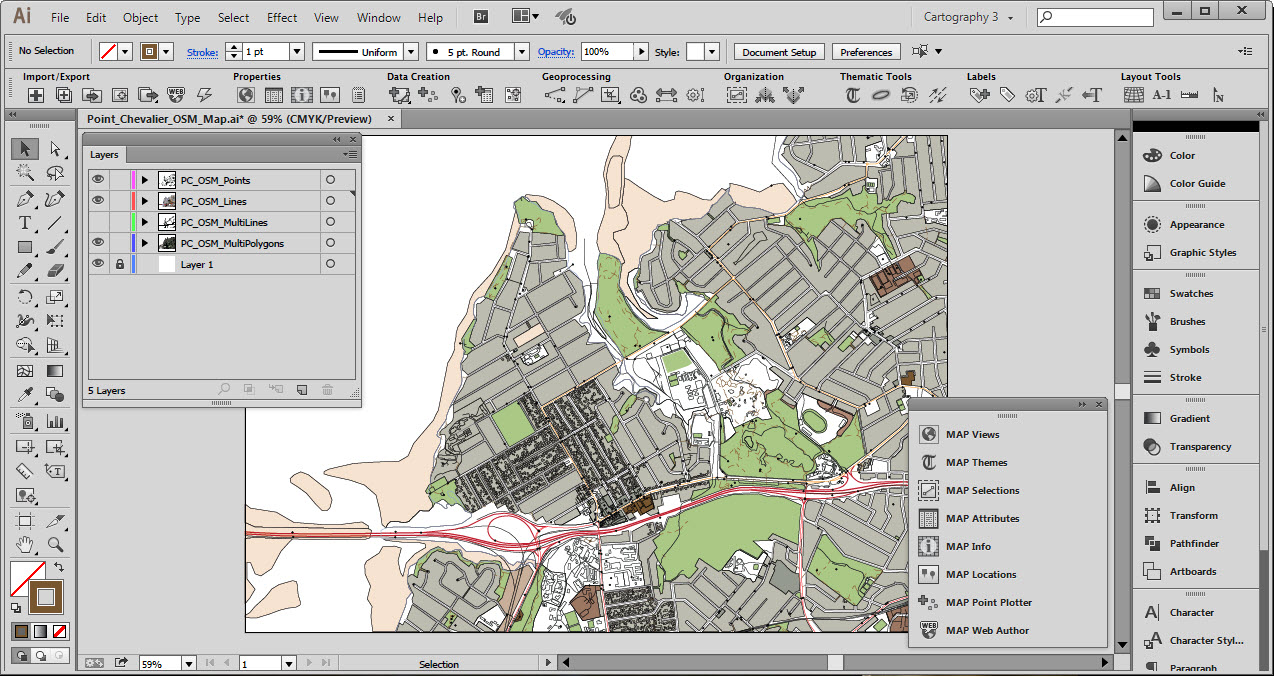 Ai File Edit Object Type Select Effect View Window Help Br Cartography 3
No Selection Stroke: 1 pt Uniform 5 pt. Round Opacity: 100% Style: Document Setup Preferences
Import/Export Properties Data Creation Geoprocessing Organization Thematic Tools Labels Layout Tools
WEB T T T A-1 N
Point_Chevalier_OSM_Map.ai* @ 59% (CMYK/Preview)
Layers
PC_OSM_Points
PC_OSM_Lines
PC_OSM_MultiLines
PC_OSM_MultiPolygons
Layer 1
5 Layers
Color
Color Guide
Appearance
Graphic Styles
Swatches
Brushes
Symbols
Stroke
Gradient
Transparency
Align
Transform
Pathfinder
Artboards
Character
Character Styl...
Paragraph
MAP Views
MAP Themes
MAP Selections
MAP Attributes
MAP Info
MAP Locations
MAP Point Plotter
WEB MAP Web Author
59% 1 Selection